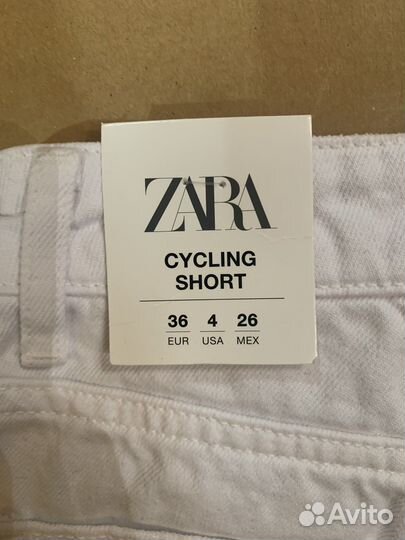 ZARA
CYCLING
SHORT
36 4 26
EUR USA MEX
Avito